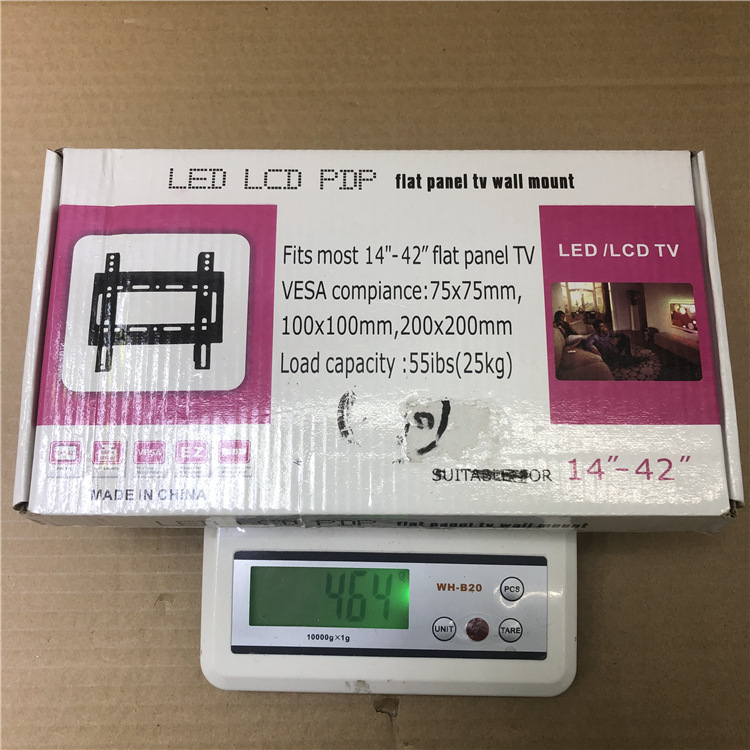 LED LCD PDP flat panel tv wall mount
Fits most 14"-42" flat panel TV
VESA compiance:75x75mm,
100x100mm,200x200mm
Load capacity :55ibs(25kg)
LED /LCD TV
VESA
EZ
MADE IN CHINA
SUITABLE FOR 14"-42"
LED LCD PDP flat panel tv wall mount
464
g
WH-B20
PCS
UNIT
TARE
10000g×1g